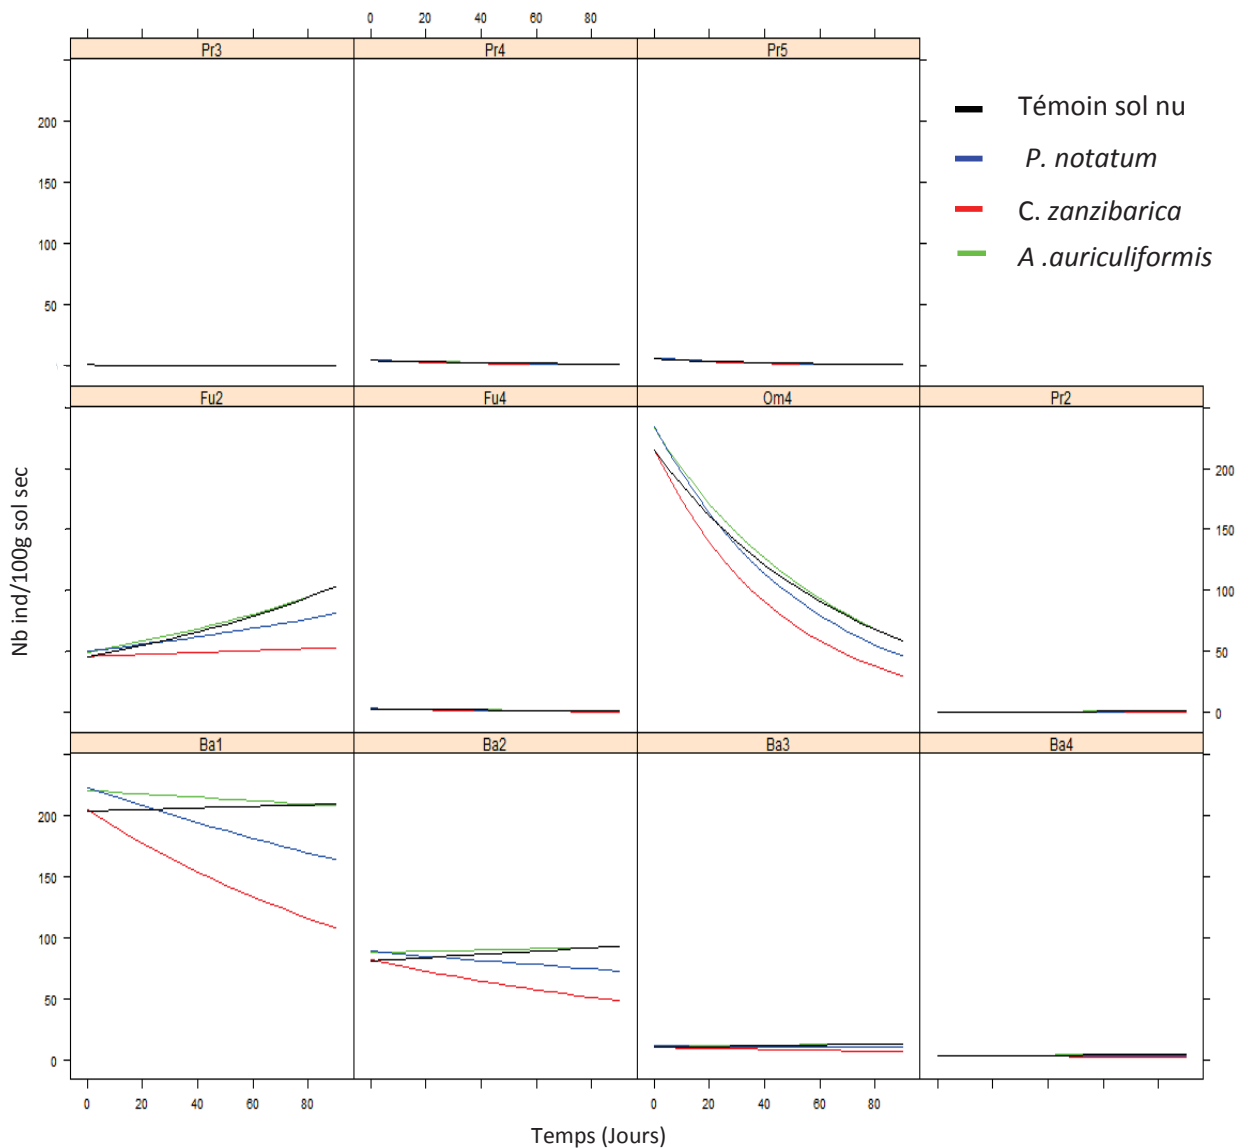 0 20 40 60 80
Pr3 Pr4 Pr5
200
150
100
50
Témoin sol nu
P. notatum
C. zanzibarica
A .auriculiformis
Fu2 Fu4 Om4 Pr2
200
150
100
50
0
Nb ind/100g sol sec
Ba1 Ba2 Ba3 Ba4
200
150
100
50
0
0 20 40 60 80 0 20 40 60 80
Temps (Jours)